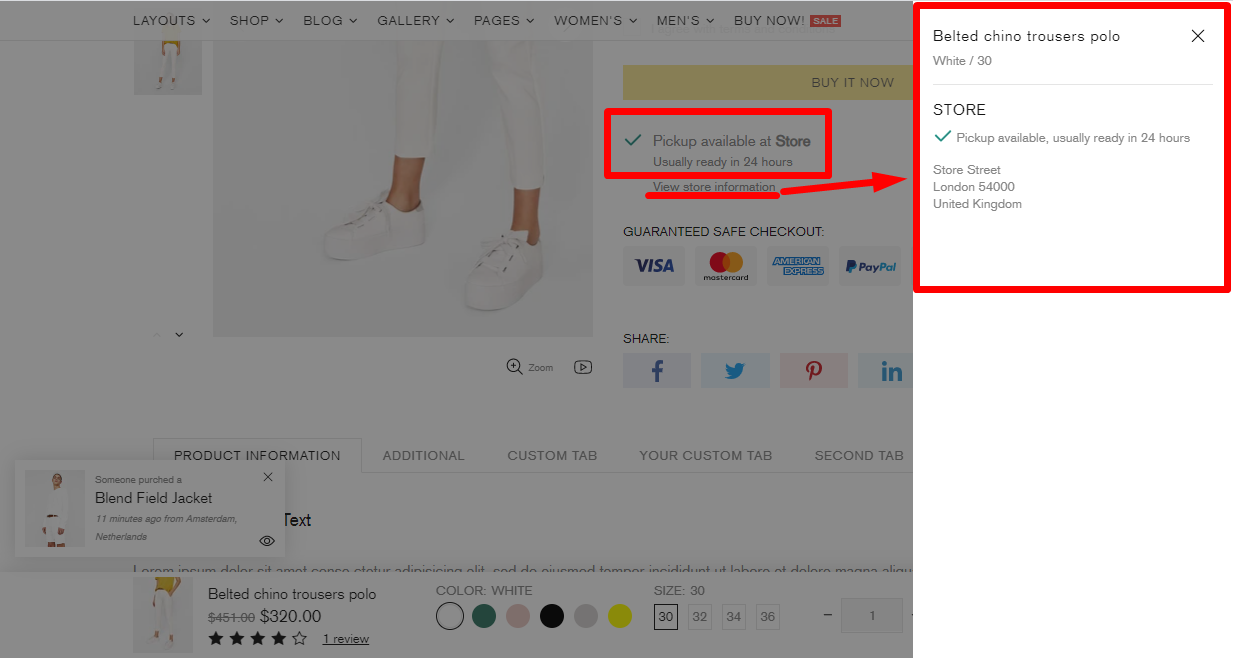 LAYOUTS SHOP BLOG GALLERY PAGES WOMEN'S MEN'S BUY NOW! SALE
BUY IT NOW
Pickup available at Store
Usually ready in 24 hours
View store information
GUARANTEED SAFE CHECKOUT:
VISA mastercard AMERICAN EXPRESS PayPal
SHARE:
Zoom
PRODUCT INFORMATION ADDITIONAL CUSTOM TAB YOUR CUSTOM TAB SECOND TAB
Someone purched a
Blend Field Jacket
11 minutes ago from Amsterdam,
Netherlands
Text
Lorem ipsum dolor sit amet conse ctetur adipisicing elit, sed do eiusmod tempor incididunt ut labore et dolore magna aliqu
Belted chino trousers polo
$451.00 $320.00
1 review
COLOR: WHITE
SIZE: 30
30 32 34 36
− 1
Belted chino trousers polo
White / 30
STORE
Pickup available, usually ready in 24 hours
Store Street
London 54000
United Kingdom